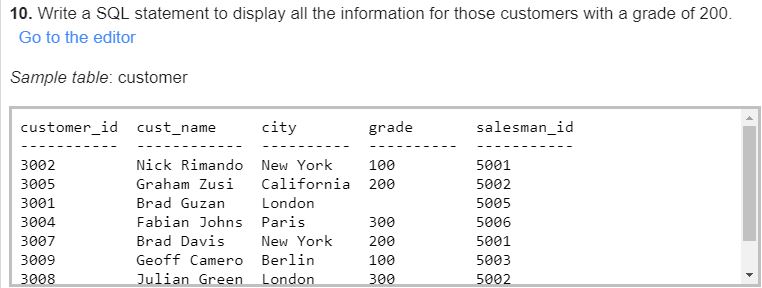 10. Write a SQL statement to display all the information for those customers with a grade of 200.
Go to the editor
Sample table: customer
customer_id  cust_name    city       grade      salesman_id
-----------  ------------ ---------- ---------- -----------
3002         Nick Rimando New York   100        5001
3005         Graham Zusi  California 200        5002
3001         Brad Guzan   London                5005
3004         Fabian Johns Paris      300        5006
3007         Brad Davis   New York   200        5001
3009         Geoff Camero Berlin     100        5003
3008         Julian Green London     300        5002